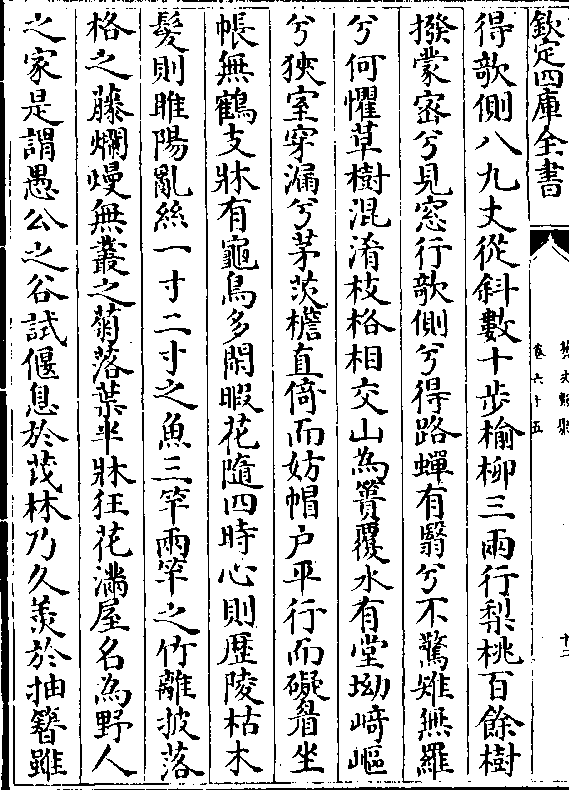 欽定四庫全書
藝文類聚
卷六十五
十二
得欹側八九丈從斜數十步榆柳三兩行梨桃百餘樹
撥蒙宻兮見窓行欹側兮得路蟬有翳兮不驚雉無羅
兮何懼草樹混淆枝格相交山為簣覆水有堂坳﨑嶇
兮狹室穿漏兮茅茨檐直倚而妨帽户平行而礙眉坐
帳無鶴支牀有龜鳥多閑暇花隨四時心則歷陵枯木
髮則睢陽亂絲一寸二寸之魚三竿兩竿之竹離披落
格之藤爛熳無叢之菊落葉半牀狂花滿屋名為野人
之家是謂愚公之谷試偃息於茂林乃久羨於抽簪雖